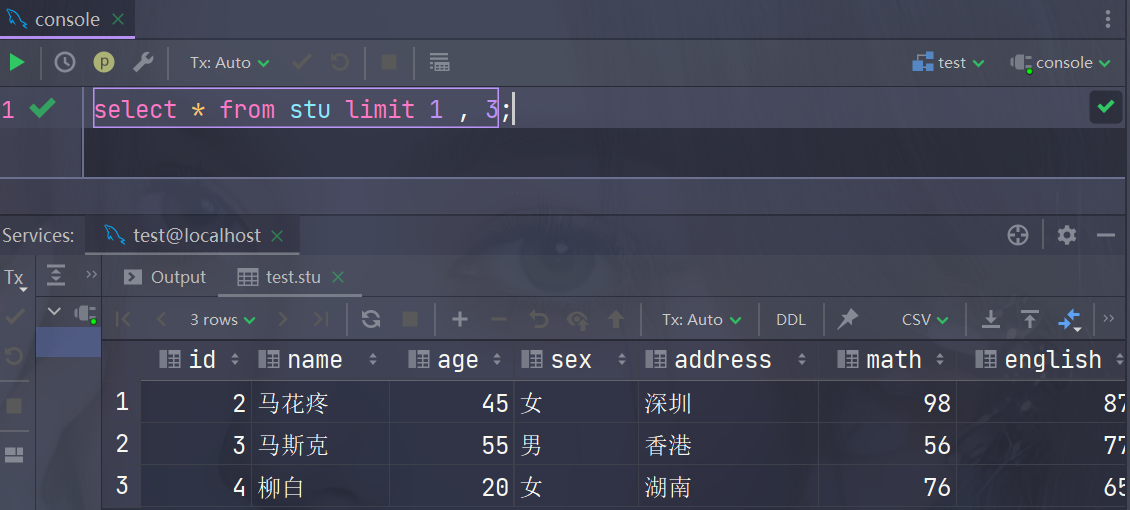 console
Tx: Auto
test
console
1 select * from stu limit 1 , 3;
Services:
test@localhost
Tx
Output
test.stu
3 rows
Tx: Auto
DDL
CSV
id name age sex address math english
1 2 马花疼 45 女 深圳 98 87
2 3 马斯克 55 男 香港 56 77
3 4 柳白 20 女 湖南 76 65